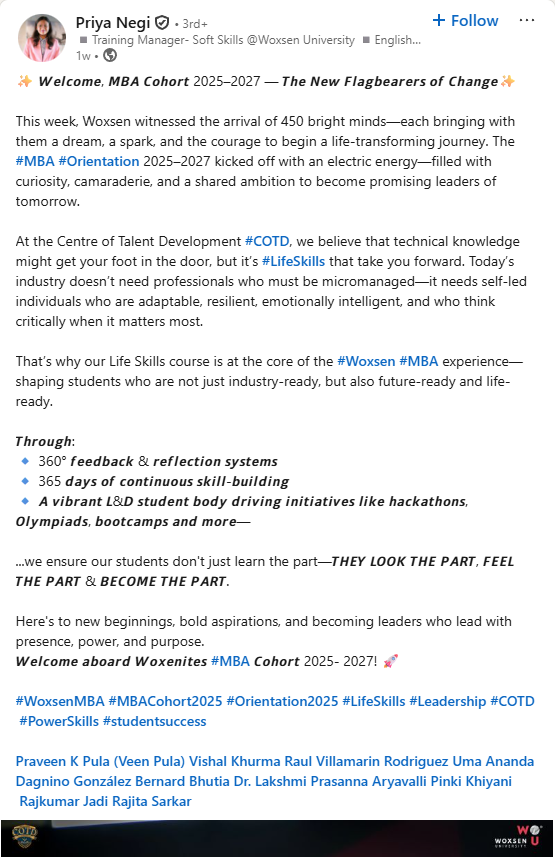 Priya Negi • 3rd+
+ Follow
Training Manager- Soft Skills @Woxsen University ▪ English...
1w •
✨ Welcome, MBA Cohort 2025–2027 — The New Flagbearers of Change✨
This week, Woxsen witnessed the arrival of 450 bright minds—each bringing with
them a dream, a spark, and the courage to begin a life-transforming journey. The
#MBA #Orientation 2025–2027 kicked off with an electric energy—filled with
curiosity, camaraderie, and a shared ambition to become promising leaders of
tomorrow.
At the Centre of Talent Development #COTD, we believe that technical knowledge
might get your foot in the door, but it's #LifeSkills that take you forward. Today's
industry doesn't need professionals who must be micromanaged—it needs self-led
individuals who are adaptable, resilient, emotionally intelligent, and who think
critically when it matters most.
That's why our Life Skills course is at the core of the #Woxsen #MBA experience—
shaping students who are not just industry-ready, but also future-ready and life-
ready.
Through:
🔹 360° feedback & reflection systems
🔹 365 days of continuous skill-building
🔹 A vibrant L&D student body driving initiatives like hackathons,
Olympiads, bootcamps and more—
...we ensure our students don't just learn the part—THEY LOOK THE PART, FEEL
THE PART & BECOME THE PART.
Here's to new beginnings, bold aspirations, and becoming leaders who lead with
presence, power, and purpose.
Welcome aboard Woxenites #MBA Cohort 2025- 2027! 🚀
#WoxsenMBA #MBACohort2025 #Orientation2025 #LifeSkills #Leadership #COTD
#PowerSkills #studentsuccess
Praveen K Pula (Veen Pula) Vishal Khurma Raul Villamarin Rodriguez Uma Ananda
Dagnino González Bernard Bhutia Dr. Lakshmi Prasanna Aryavalli Pinki Khiyani
Rajkumar Jadi Rajita Sarkar
COTD
WOU
WOXSEN
UNIVERSITY